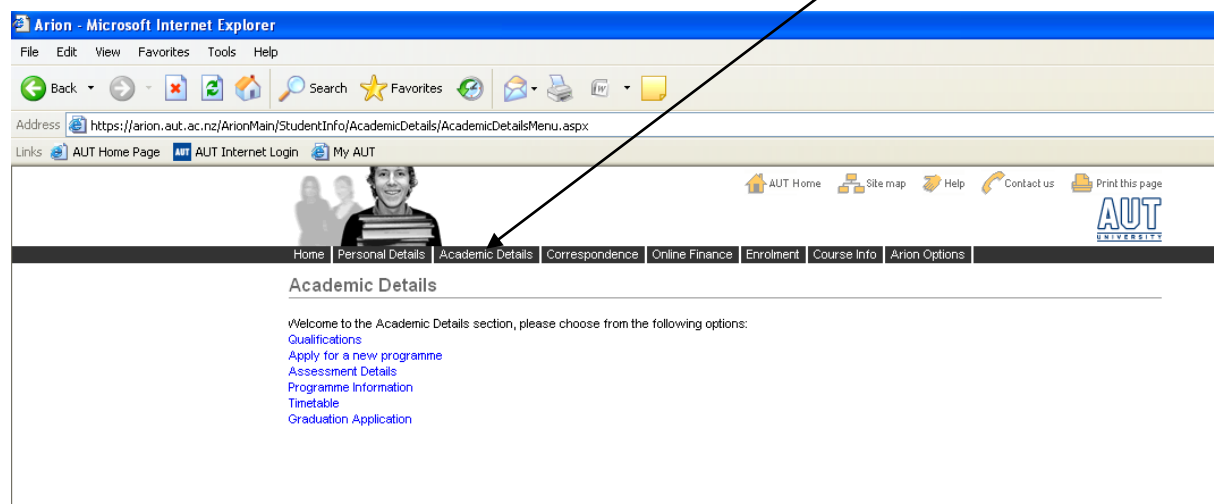 Arion - Microsoft Internet Explorer
File Edit View Favorites Tools Help
Back Search Favorites
Address https://arion.aut.ac.nz/ArionMain/StudentInfo/AcademicDetails/AcademicDetailsMenu.aspx
Links AUT Home Page AUT AUT Internet Login My AUT
AUT Home Site map Help Contact us Print this page
AUT
UNIVERSITY
Home Personal Details Academic Details Correspondence Online Finance Enrolment Course Info Arion Options
Academic Details
Welcome to the Academic Details section, please choose from the following options:
Qualifications
Apply for a new programme
Assessment Details
Programme Information
Timetable
Graduation Application